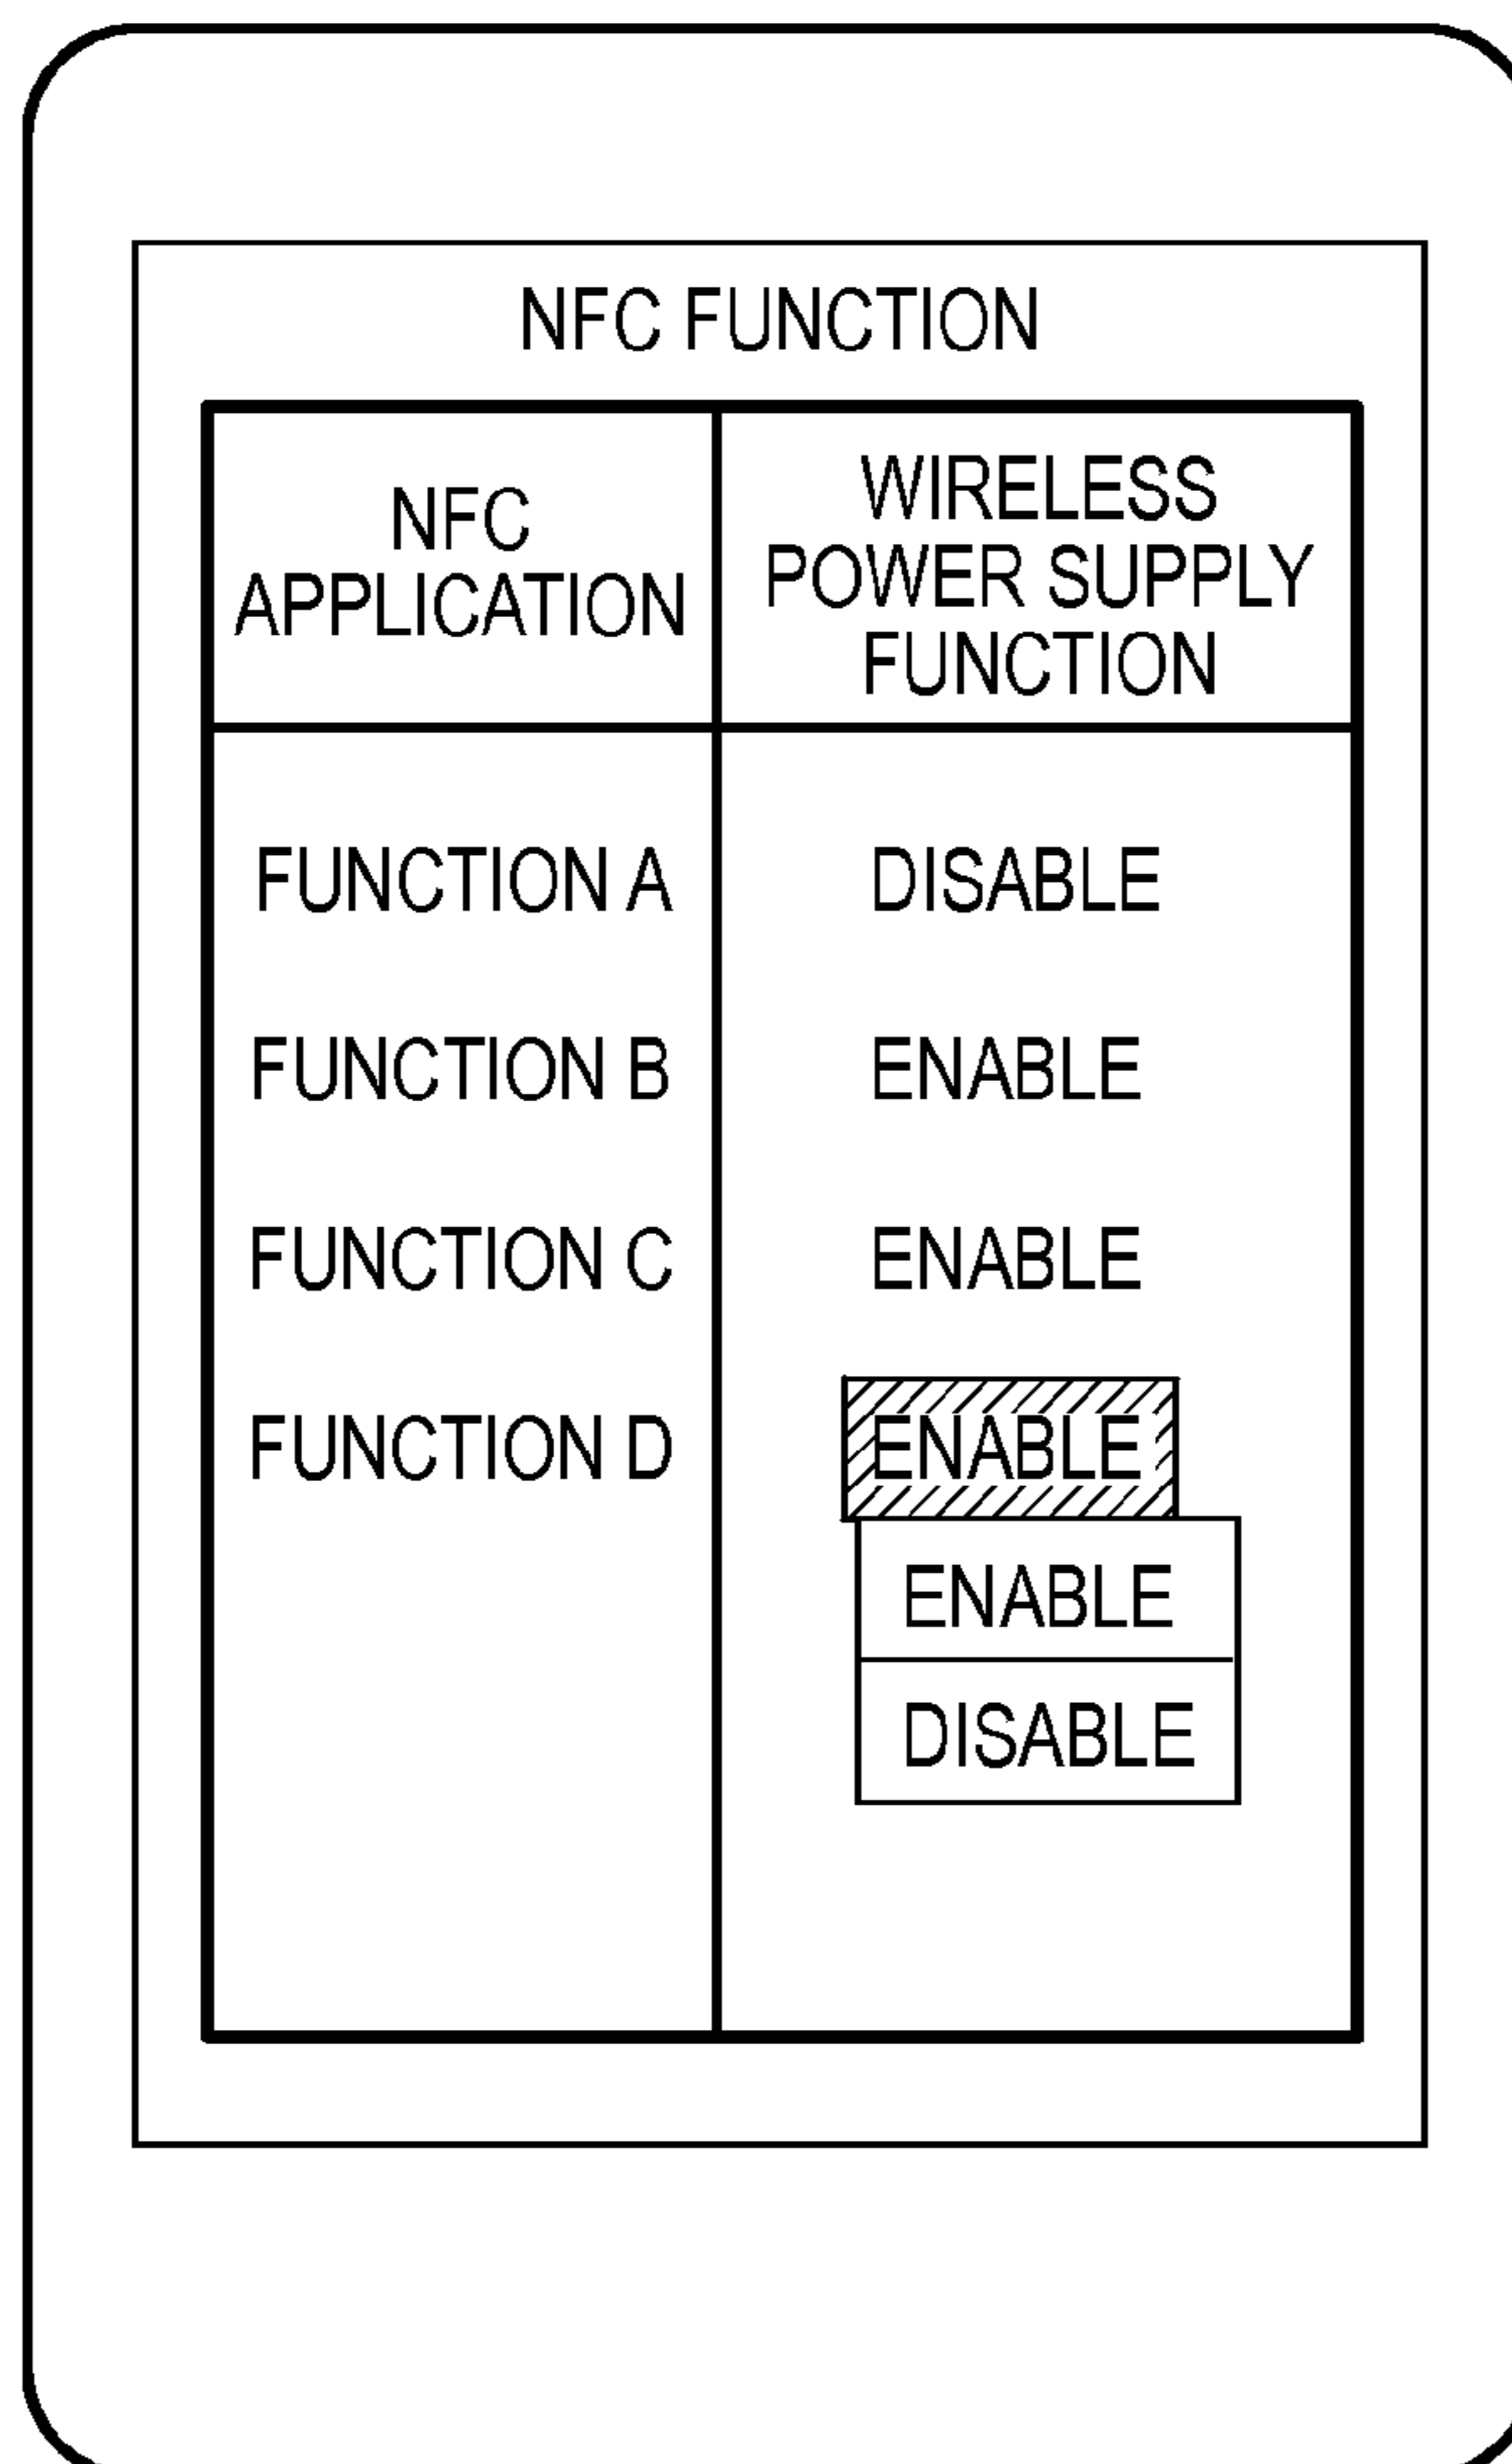 NFC FUNCTION
NFC
APPLICATION
WIRELESS
POWER SUPPLY
FUNCTION
FUNCTION A
DISABLE
FUNCTION B
ENABLE
FUNCTION C
ENABLE
FUNCTION D
ENABLE
ENABLE
DISABLE